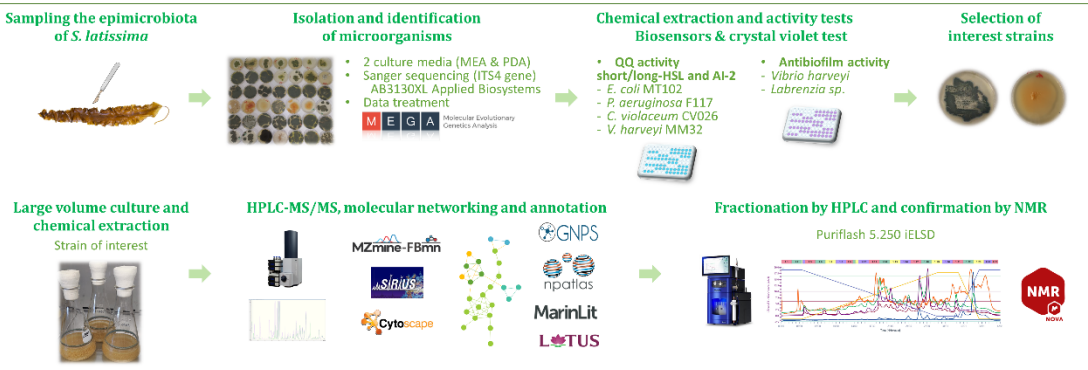 Sampling the epimicrobiota
of S. latissima
Isolation and identification
of microorganisms
• 2 culture media (MEA & PDA)
• Sanger sequencing (ITS4 gene)
AB3130XL Applied Biosystems
• Data treatment
MEGA Molecular Evolutionary
Genetics Analysis
Chemical extraction and activity tests
Biosensors & crystal violet test
• QQ activity
short/long-HSL and AI-2
- E. coli MT102
- P. aeruginosa F117
- C. violaceum CV026
- V. harveyi MM32
• Antibiofilm activity
- Vibrio harveyi
- Labrenzia sp.
Selection of
interest strains
Large volume culture and
chemical extraction
Strain of interest
HPLC-MS/MS, molecular networking and annotation
MZmine-FBmn
SIRIUS
Cytoscape
GNPS
npatlas
MarinLit
LOTUS
Fractionation by HPLC and confirmation by NMR
Puriflash 5.250 iELSD
NMR
NOVA